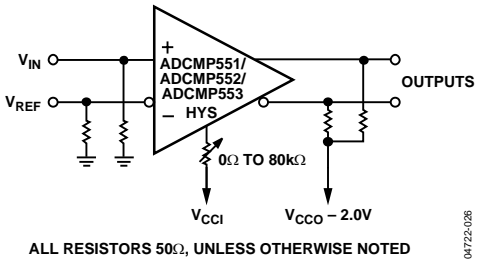 V_IN
V_REF
+
ADCMP551/
ADCMP552/
ADCMP553
−
HYS
OUTPUTS
0Ω TO 80kΩ
V_CCI
V_CCO – 2.0V
ALL RESISTORS 50Ω, UNLESS OTHERWISE NOTED
04722-026